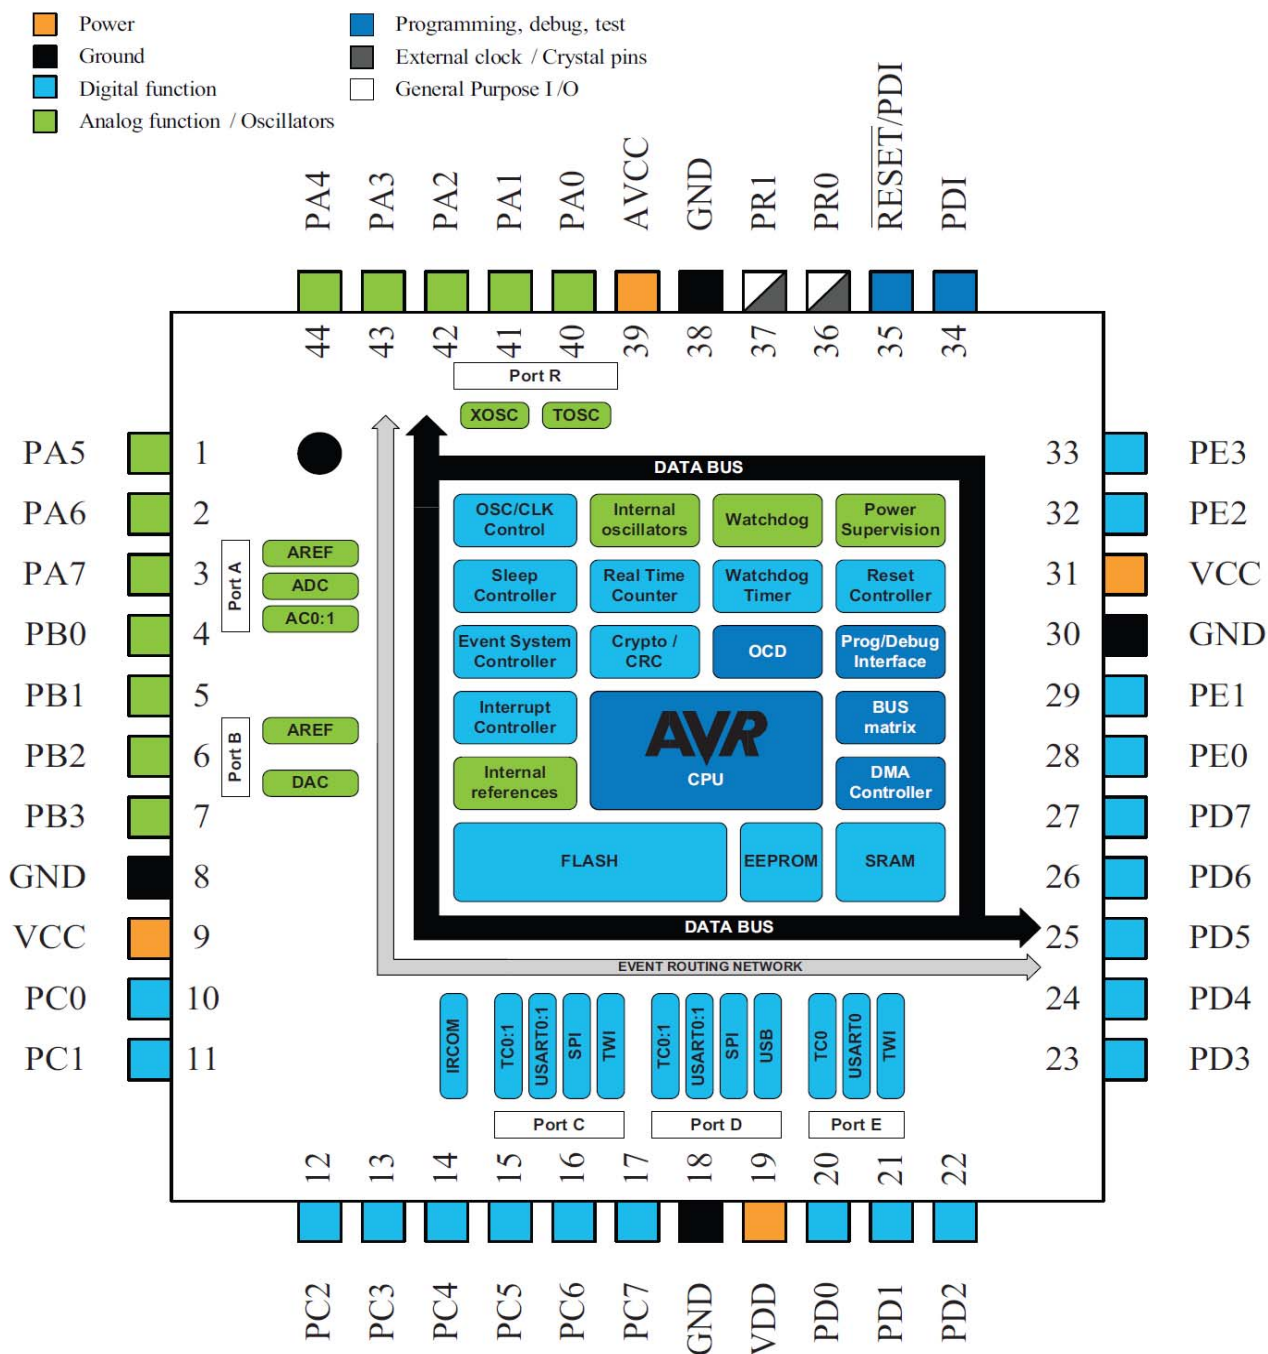 Power
Ground
Digital function
Analog function / Oscillators
Programming, debug, test
External clock / Crystal pins
General Purpose I /O
PA4
PA3
PA2
PA1
PA0
AVCC
GND
PR1
PR0
RESET/PDI
PDI
44
43
42
41
40
39
38
37
36
35
34
Port R
XOSC
TOSC
PA5 1
PA6 2
PA7 3
PB0 4
PB1 5
PB2 6
PB3 7
GND 8
VCC 9
PC0 10
PC1 11
Port A
AREF
ADC
AC0:1
Port B
AREF
DAC
DATA BUS
OSC/CLK
Control
Internal
oscillators
Watchdog
Power
Supervision
Sleep
Controller
Real Time
Counter
Watchdog
Timer
Reset
Controller
Event System
Controller
Crypto /
CRC
OCD
Prog/Debug
Interface
Interrupt
Controller
AVR
CPU
BUS
matrix
Internal
references
DMA
Controller
FLASH
EEPROM
SRAM
DATA BUS
EVENT ROUTING NETWORK
33 PE3
32 PE2
31 VCC
30 GND
29 PE1
28 PE0
27 PD7
26 PD6
25 PD5
24 PD4
23 PD3
IRCOM
TC0:1
USART0:1
SPI
TWI
TC0:1
USART0:1
SPI
USB
TC0
USART0
TWI
Port C
Port D
Port E
12
13
14
15
16
17
18
19
20
21
22
PC2
PC3
PC4
PC5
PC6
PC7
GND
VDD
PD0
PD1
PD2